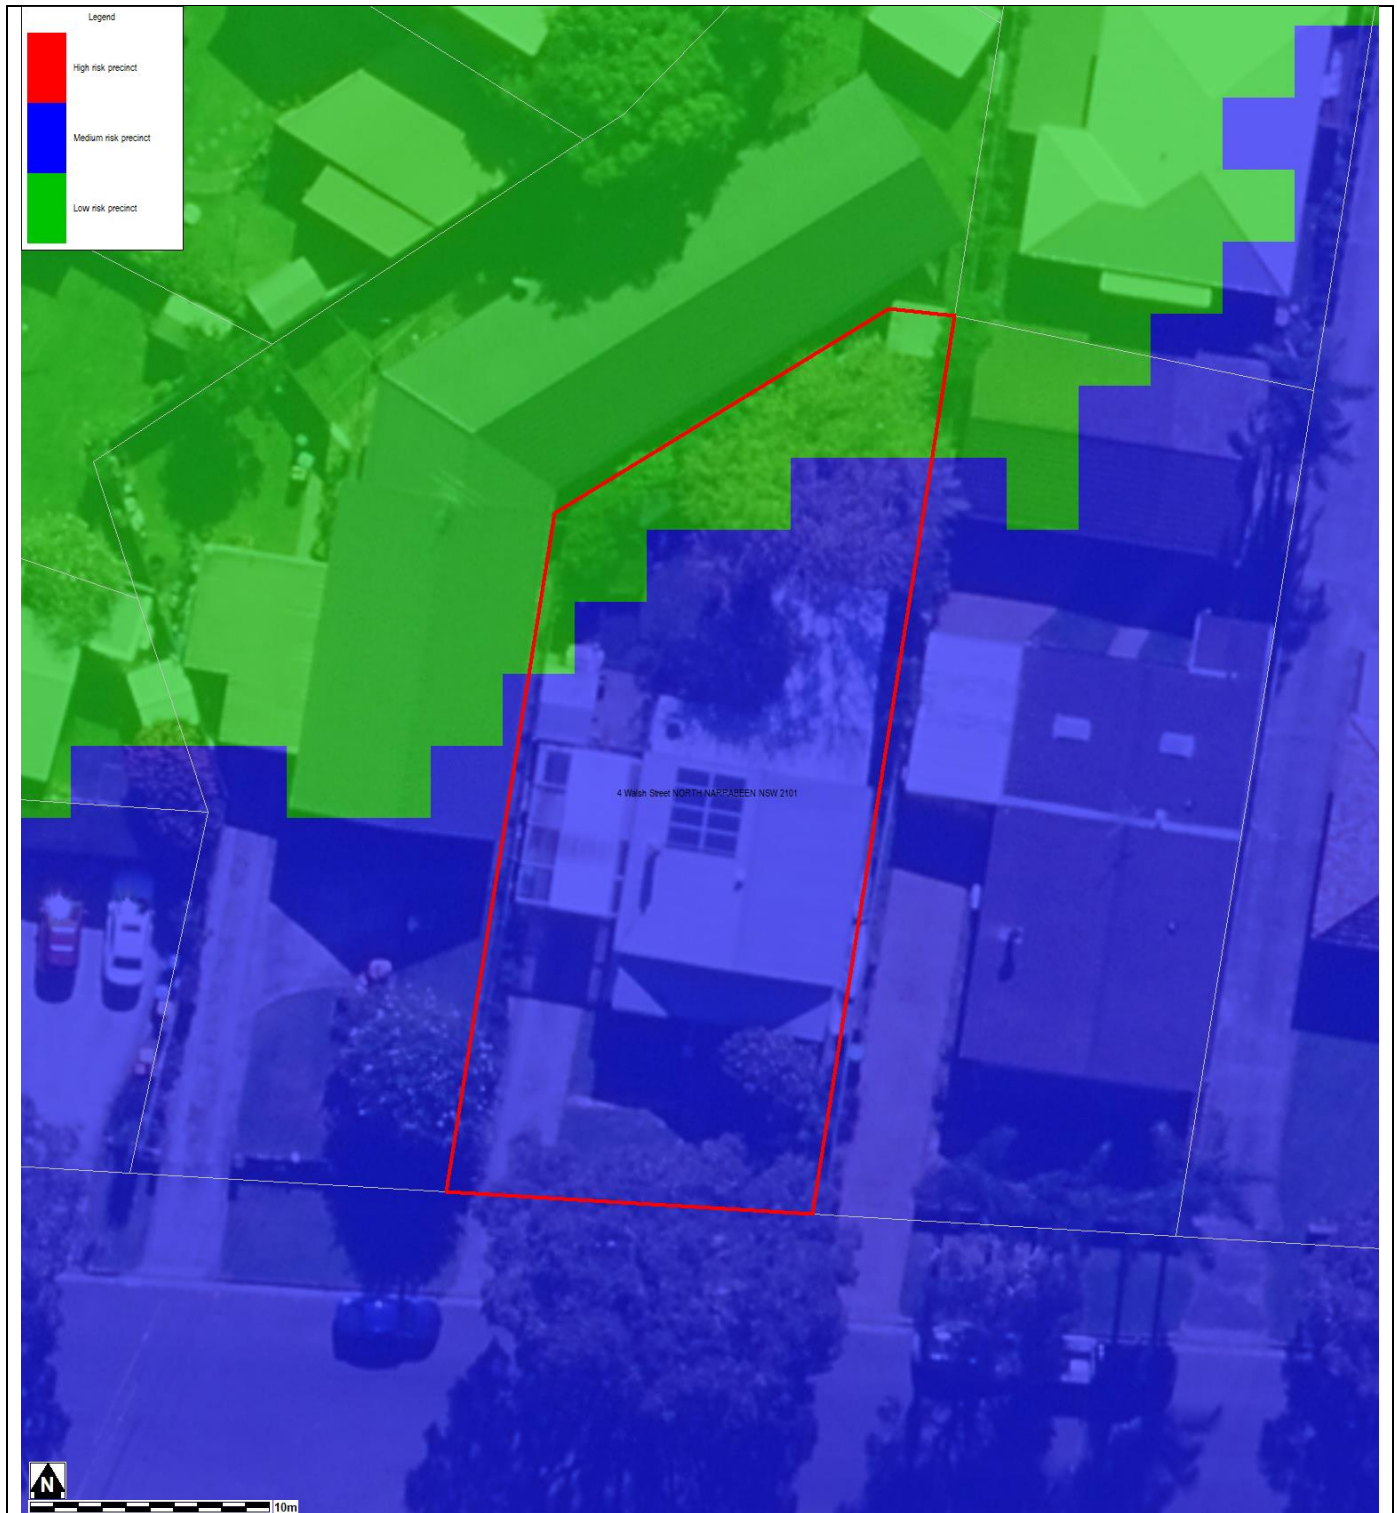 Legend
High risk precinct
Medium risk precinct
Low risk precinct
4 Walsh Street NORTH NARRABEEN NSW 2101
N
10m